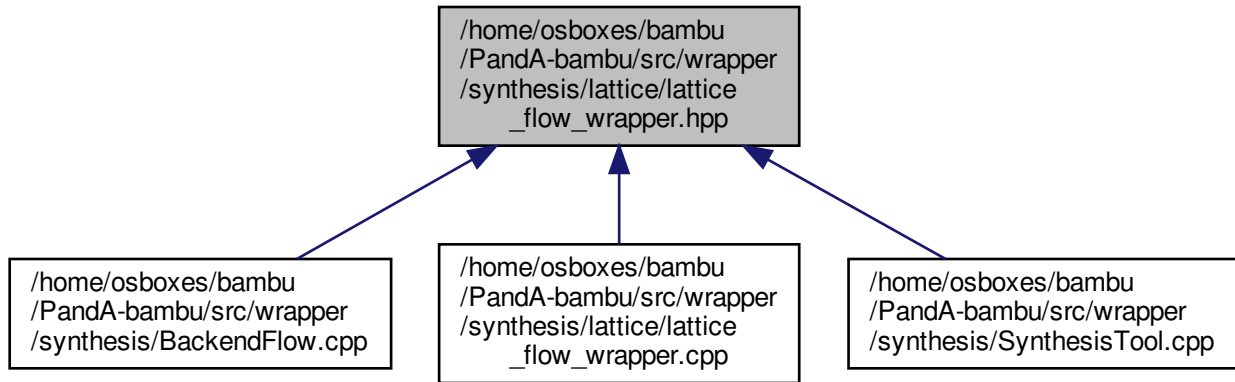 /home/osboxes/bambu
/PandA-bambu/src/wrapper
/synthesis/lattice/lattice
_flow_wrapper.hpp
/home/osboxes/bambu
/PandA-bambu/src/wrapper
/synthesis/BackendFlow.cpp
/home/osboxes/bambu
/PandA-bambu/src/wrapper
/synthesis/lattice/lattice
_flow_wrapper.cpp
/home/osboxes/bambu
/PandA-bambu/src/wrapper
/synthesis/SynthesisTool.cpp